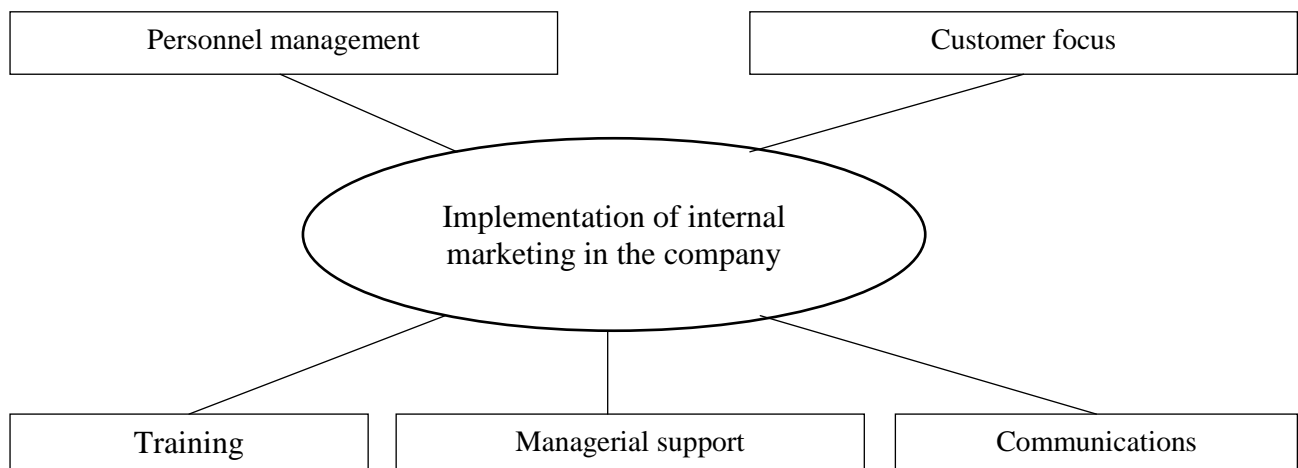 Personnel management
Customer focus
Implementation of internal
marketing in the company
Training
Managerial support
Communications